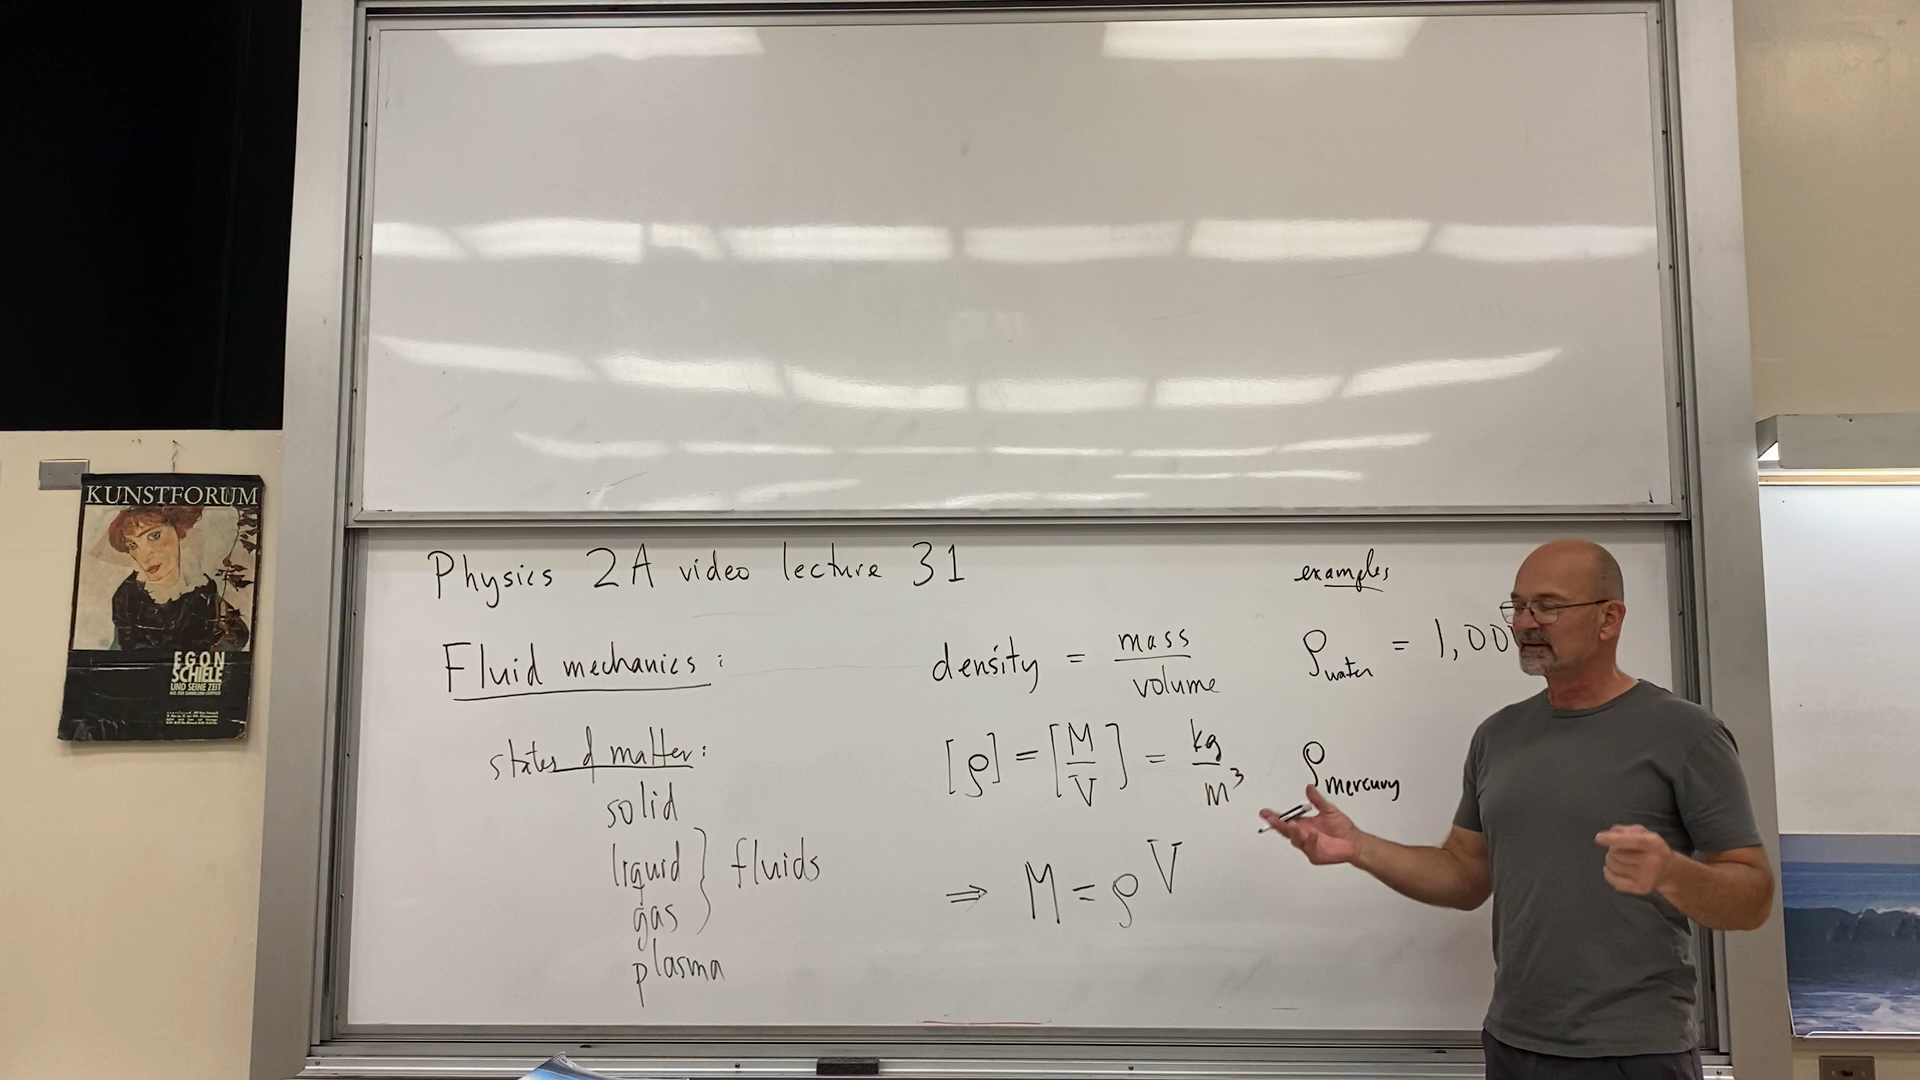 KUNSTFORUM
EGON
SCHIELE
UND SEINE ZEIT
Physics 2A video lecture 31
Fluid mechanics:
states of matter:
solid
liquid } fluids
gas
plasma
density = mass / volume
[ρ] = [M/V] = kg/m³
⇒ M = ρV
examples
ρwater = 1,00
ρmercury